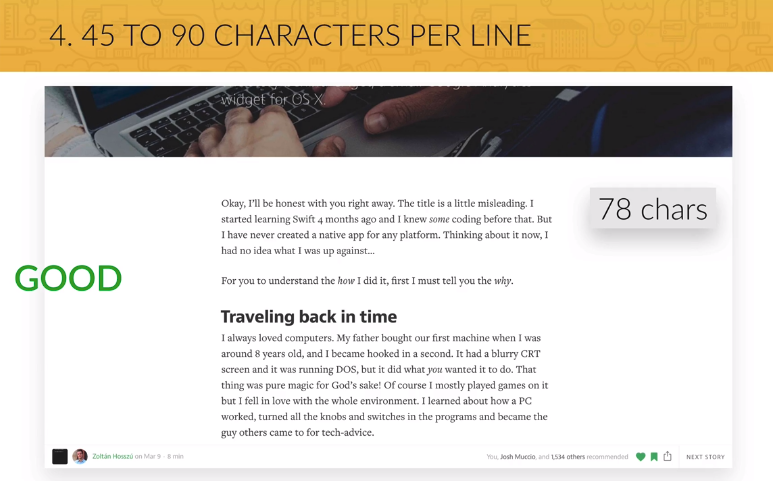 4. 45 TO 90 CHARACTERS PER LINE
widget for OS X.
Okay, I'll be honest with you right away. The title is a little misleading. I
started learning Swift 4 months ago and I knew some coding before that. But
I have never created a native app for any platform. Thinking about it now, I
had no idea what I was up against...
78 chars
GOOD
For you to understand the how I did it, first I must tell you the why.
Traveling back in time
I always loved computers. My father bought our first machine when I was
around 8 years old, and I became hooked in a second. It had a blurry CRT
screen and it was running DOS, but it did what you wanted it to do. That
thing was pure magic for God's sake! Of course I mostly played games on it
but I fell in love with the whole environment. I learned about how a PC
worked, turned all the knobs and switches in the programs and became the
guy others came to for tech-advice.
Zoltán Hosszú on Mar 9 · 8 min
You, Josh Muccio, and 1,534 others recommended
NEXT STORY